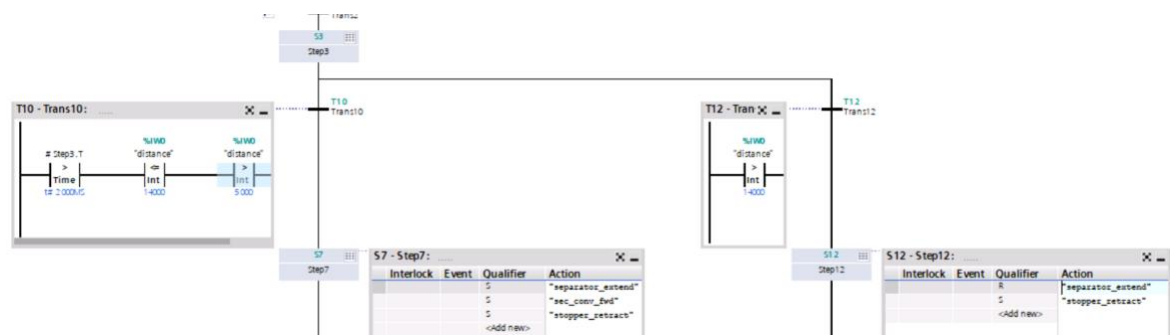 Trans2
S3
Step3
T10 - Trans10: .....
T10
Trans10
T12 - Tran
T12
Trans12
%IW0
%IW0
# Step3.T
"distance"
"distance"
>
<=
>
Time
Int
Int
14000
5000
%IW0
"distance"
>
Int
14000
S7
Step7
S7 - Step7: .....
Interlock Event Qualifier Action
S "separator_extend"
S "sec_conv_fwd"
S "stopper_retract"
<Add new>
S12
Step12
S12 - Step12: .....
Interlock Event Qualifier Action
R "separator_extend"
S "stopper_retract"
<Add new>